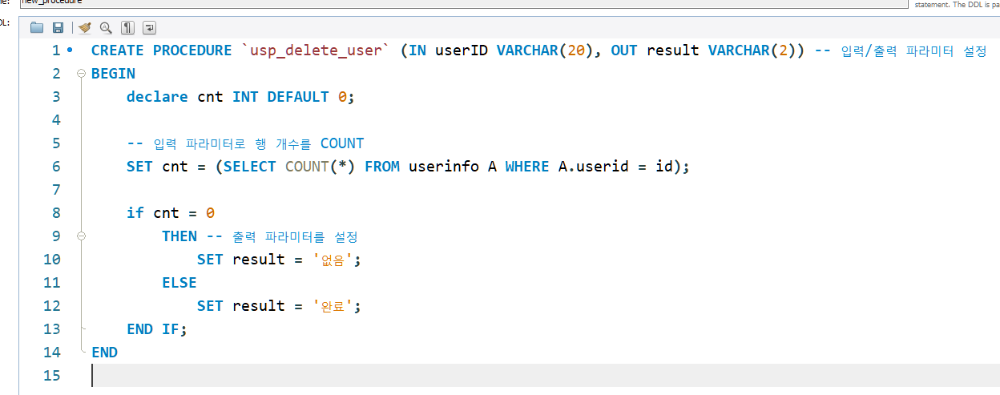 new_procedure
statement. The DDL is pa
DL:
1 CREATE PROCEDURE `usp_delete_user` (IN userID VARCHAR(20), OUT result VARCHAR(2)) -- 입력/출력 파라미터 설정
2 BEGIN
3 declare cnt INT DEFAULT 0;
4
5 -- 입력 파라미터로 행 개수를 COUNT
6 SET cnt = (SELECT COUNT(*) FROM userinfo A WHERE A.userid = id);
7
8 if cnt = 0
9 THEN -- 출력 파라미터를 설정
10 SET result = '없음';
11 ELSE
12 SET result = '완료';
13 END IF;
14 END
15